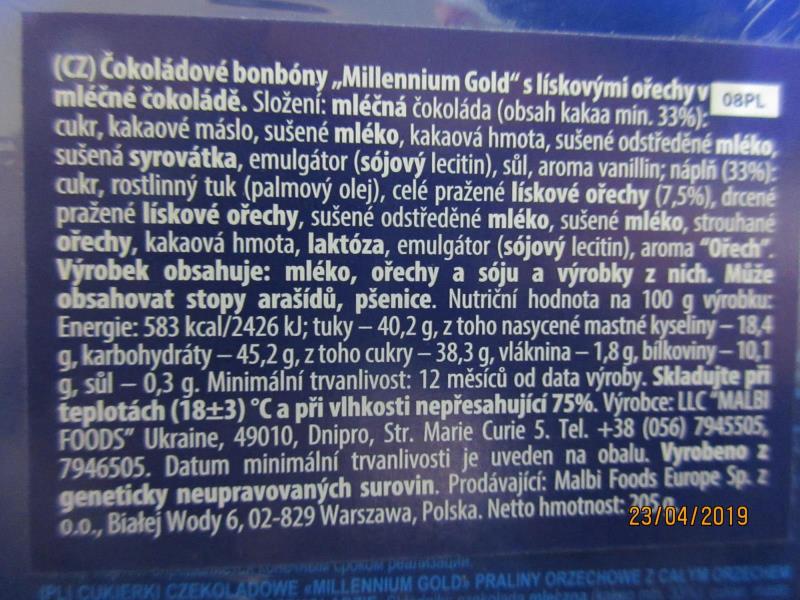 (CZ) Čokoládové bonbóny „Millennium Gold“ s lískovými ořechy v
08PL
mléčné čokoládě. Složení: mléčná čokoláda (obsah kakaa min. 33%):
cukr, kakaové máslo, sušené mléko, kakaová hmota, sušené odstředěné mléko,
sušená syrovátka, emulgátor (sójový lecitin), sůl, aroma vanillin; náplň (33%):
cukr, rostlinný tuk (palmový olej), celé pražené lískové ořechy (7,5%), drcené
pražené lískové ořechy, sušené odstředěné mléko, sušené mléko, strouhané
ořechy, kakaová hmota, laktóza, emulgátor (sójový lecitin), aroma “Ořech”.
Výrobek obsahuje: mléko, ořechy a sóju a výrobky z nich. Může
obsahovat stopy arašídů, pšenice. Nutriční hodnota na 100 g výrobku:
Energie: 583 kcal/2426 kJ; tuky – 40,2 g, z toho nasycené mastné kyseliny – 18,4
g, karbohydráty – 45,2 g, z toho cukry – 38,3 g, vláknina – 1,8 g, bílkoviny – 10,1
g, sůl – 0,3 g. Minimální trvanlivost: 12 měsíců od data výroby. Skladujte při
teplotách (18±3) °C a při vlhkosti nepřesahující 75%. Výrobce: LLC “MALBI
FOODS” Ukraine, 49010, Dnipro, Str. Marie Curie 5. Tel. +38 (056) 7945505,
7946505. Datum minimální trvanlivosti je uveden na obalu. Vyrobeno z
geneticky neupravovaných surovin. Prodávající: Malbi Foods Europe Sp. z
o.o., Białej Wody 6, 02-829 Warszawa, Polska. Netto hmotnost: 205 g
23/04/2019
конечным сроком реализации.
(PL) CUKIERKI CZEKOLADOWE «MILLENNIUM GOLD» PRALINY ORZECHOWE Z CAŁYM ORZECHEM